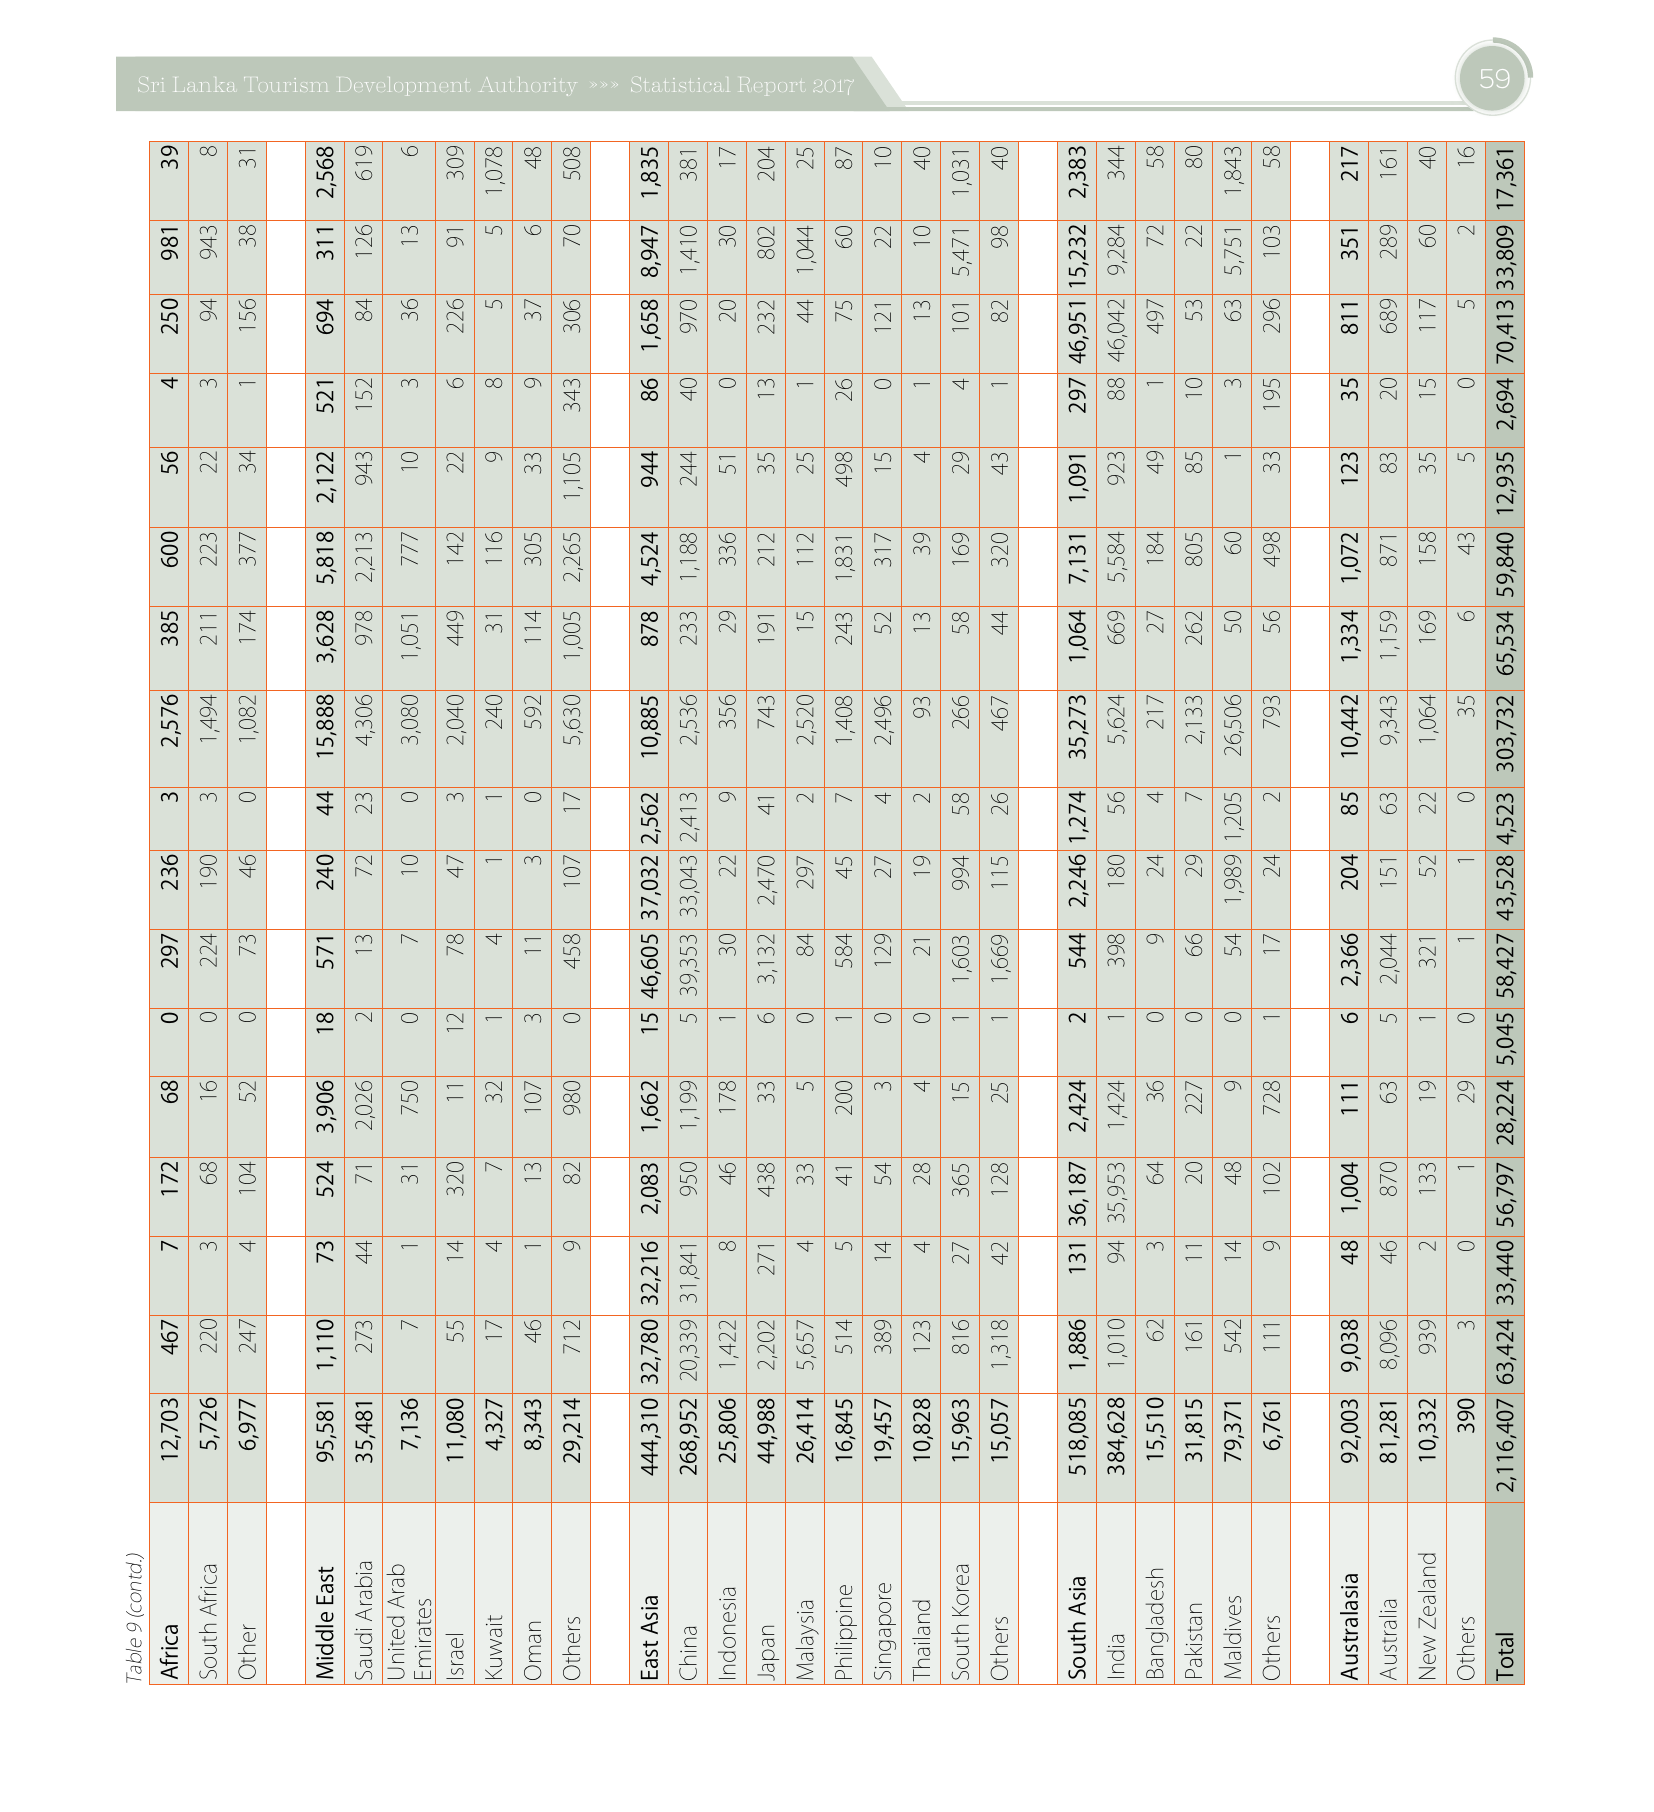 Sri Lanka Tourism Development Authority »»» Statistical Report 2017
59
Table 9 (contd.)
Africa 12,703 467 7 172 68 0 297 236 3 2,576 385 600 56 4 250 981 39
South Africa 5,726 220 3 68 16 0 224 190 3 1,494 211 223 22 3 94 943 8
Other 6,977 247 4 104 52 0 73 46 0 1,082 174 377 34 1 156 38 31
Middle East 95,581 1,110 73 524 3,906 18 571 240 44 15,888 3,628 5,818 2,122 521 694 311 2,568
Saudi Arabia 35,481 273 44 71 2,026 2 13 72 23 4,306 978 2,213 943 152 84 126 619
United Arab
Emirates 7,136 7 1 31 750 0 7 10 0 3,080 1,051 777 10 3 36 13 6
Israel 11,080 55 14 320 11 12 78 47 3 2,040 449 142 22 6 226 91 309
Kuwait 4,327 17 4 7 32 1 4 1 1 240 31 116 9 8 5 5 1,078
Oman 8,343 46 1 13 107 3 11 3 0 592 114 305 33 9 37 6 48
Others 29,214 712 9 82 980 0 458 107 17 5,630 1,005 2,265 1,105 343 306 70 508
East Asia 444,310 32,780 32,216 2,083 1,662 15 46,605 37,032 2,562 10,885 878 4,524 944 86 1,658 8,947 1,835
China 268,952 20,339 31,841 950 1,199 5 39,353 33,043 2,413 2,536 233 1,188 244 40 970 1,410 381
Indonesia 25,806 1,422 8 46 178 1 30 22 9 356 29 336 51 0 20 30 17
Japan 44,988 2,202 271 438 33 6 3,132 2,470 41 743 191 212 35 13 232 802 204
Malaysia 26,414 5,657 4 33 5 0 84 297 2 2,520 15 112 25 1 44 1,044 25
Philippine 16,845 514 5 41 200 1 584 45 7 1,408 243 1,831 498 26 75 60 87
Singapore 19,457 389 14 54 3 0 129 27 4 2,496 52 317 15 0 121 22 10
Thailand 10,828 123 4 28 4 0 21 19 2 93 13 39 4 1 13 10 40
South Korea 15,963 816 27 365 15 1 1,603 994 58 266 58 169 29 4 101 5,471 1,031
Others 15,057 1,318 42 128 25 1 1,669 115 26 467 44 320 43 1 82 98 40
South Asia 518,085 1,886 131 36,187 2,424 2 544 2,246 1,274 35,273 1,064 7,131 1,091 297 46,951 15,232 2,383
India 384,628 1,010 94 35,953 1,424 1 398 180 56 5,624 669 5,584 923 88 46,042 9,284 344
Bangladesh 15,510 62 3 64 36 0 9 24 4 217 27 184 49 1 497 72 58
Pakistan 31,815 161 11 20 227 0 66 29 7 2,133 262 805 85 10 53 22 80
Maldives 79,371 542 14 48 9 0 54 1,989 1,205 26,506 50 60 1 3 63 5,751 1,843
Others 6,761 111 9 102 728 1 17 24 2 793 56 498 33 195 296 103 58
Australasia 92,003 9,038 48 1,004 111 6 2,366 204 85 10,442 1,334 1,072 123 35 811 351 217
Australia 81,281 8,096 46 870 63 5 2,044 151 63 9,343 1,159 871 83 20 689 289 161
New Zealand 10,332 939 2 133 19 1 321 52 22 1,064 169 158 35 15 117 60 40
Others 390 3 0 1 29 0 1 1 0 35 6 43 5 0 5 2 16
Total 2,116,407 63,424 33,440 56,797 28,224 5,045 58,427 43,528 4,523 303,732 65,534 59,840 12,935 2,694 70,413 33,809 17,361